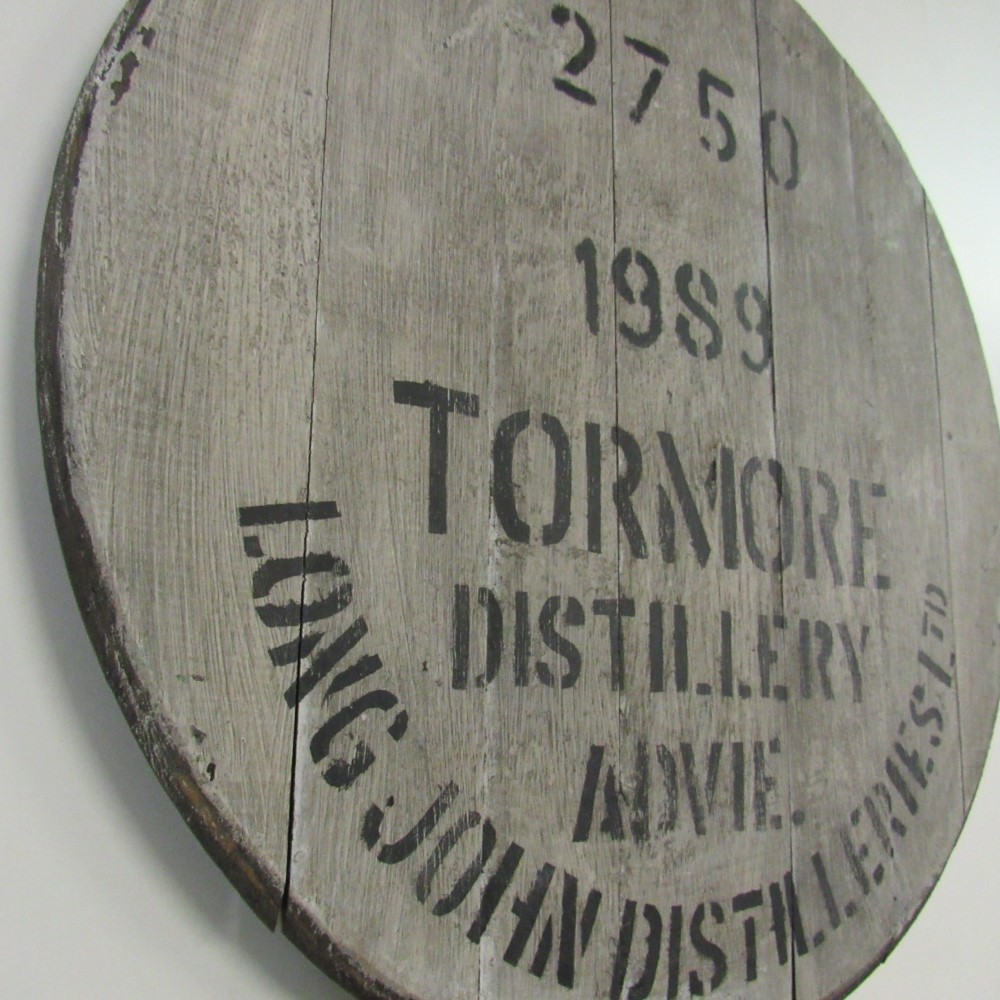 2750
1989
TORMORE
DISTILLERY
ADVIE.
LONG JOHN DISTILLERIES.LTD